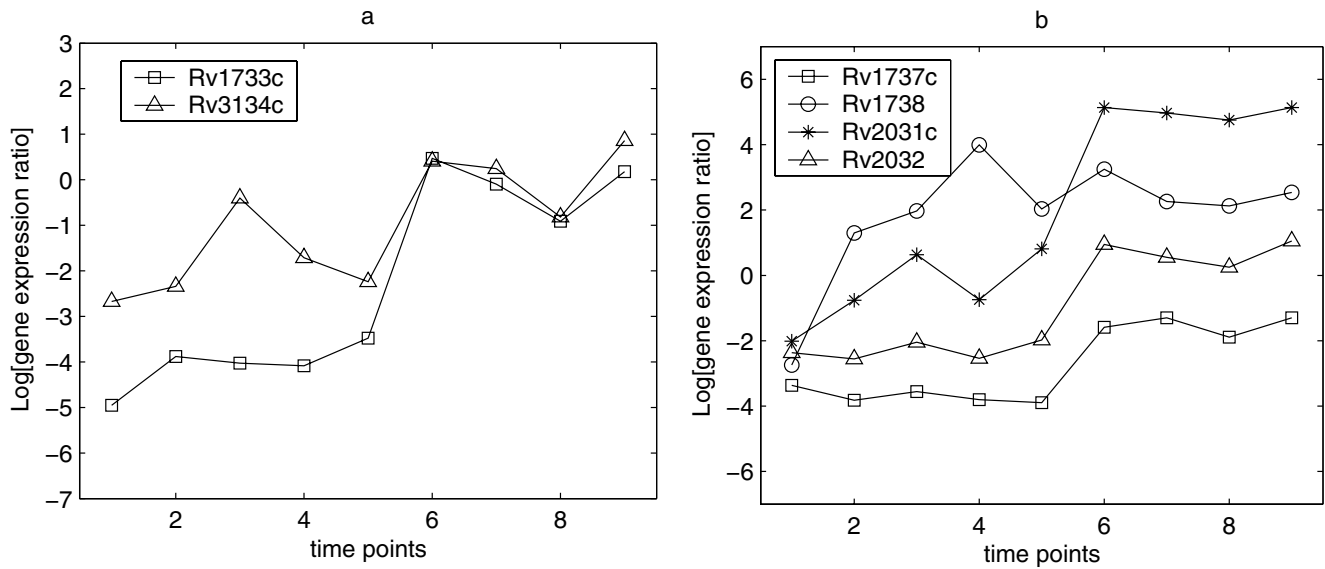 a
3
2
1
0
−1
−2
−3
−4
−5
−6
−7
Log[gene expression ratio]
Rv1733c
Rv3134c
2
4
6
8
time points
b
6
4
2
0
−2
−4
−6
Log[gene expression ratio]
Rv1737c
Rv1738
Rv2031c
Rv2032
2
4
6
8
time points